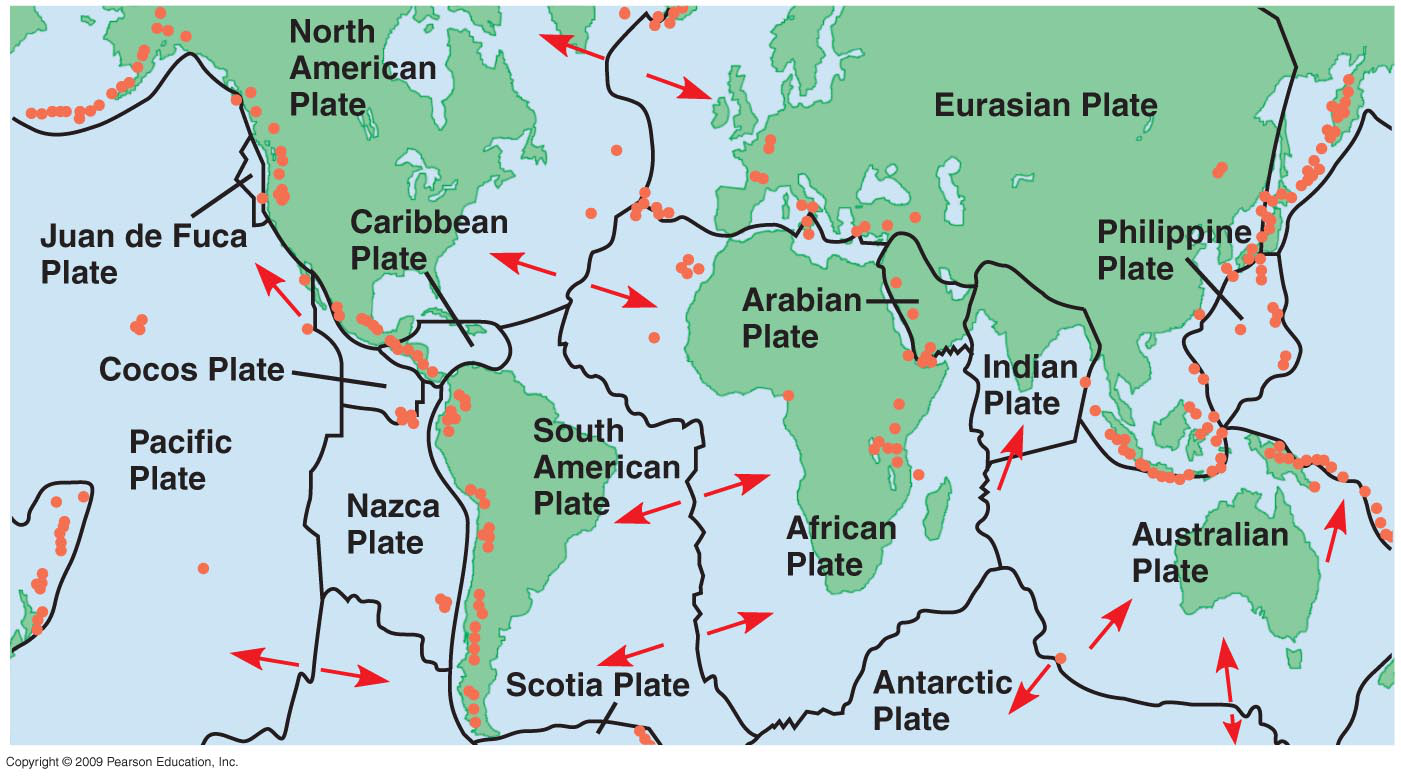 North
American
Plate
Eurasian Plate
Juan de Fuca
Plate
Caribbean
Plate
Philippine
Plate
Arabian
Plate
Cocos Plate
Indian
Plate
Pacific
Plate
South
American
Plate
Nazca
Plate
African
Plate
Australian
Plate
Scotia Plate
Antarctic
Plate
Copyright © 2009 Pearson Education, Inc.